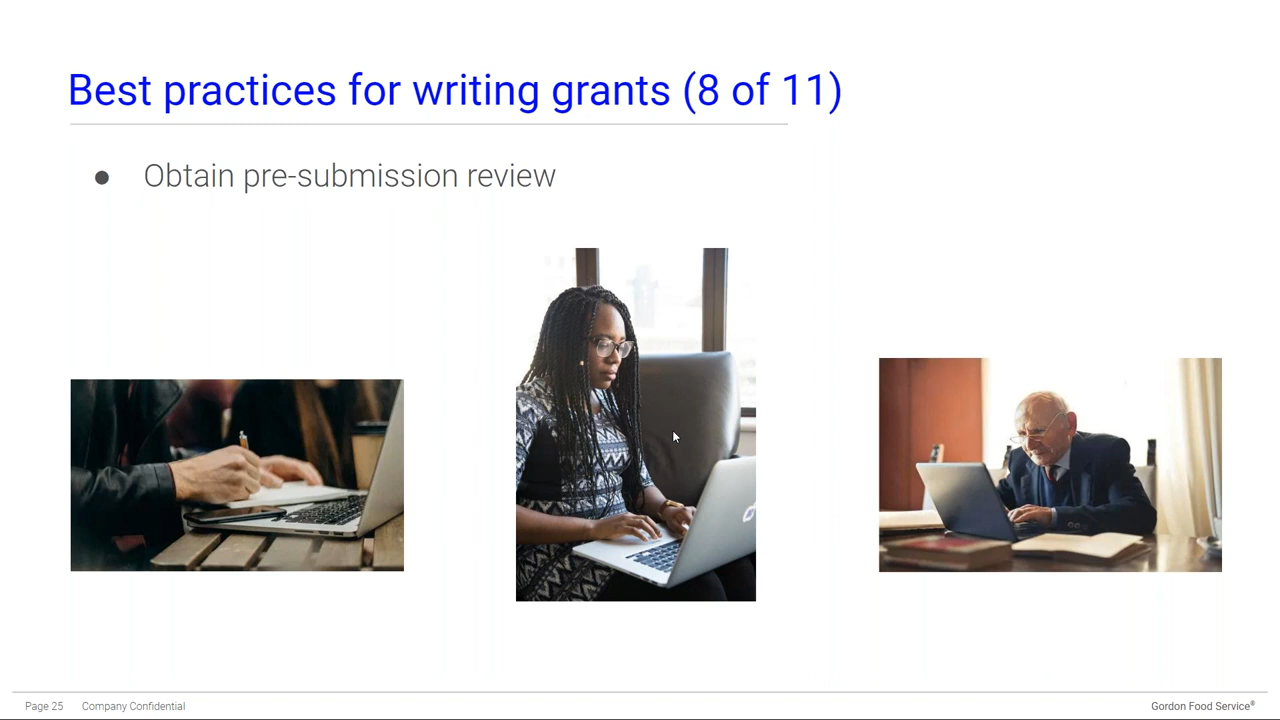 Best practices for writing grants (8 of 11)
● Obtain pre-submission review
Page 25 Company Confidential
Gordon Food Service®